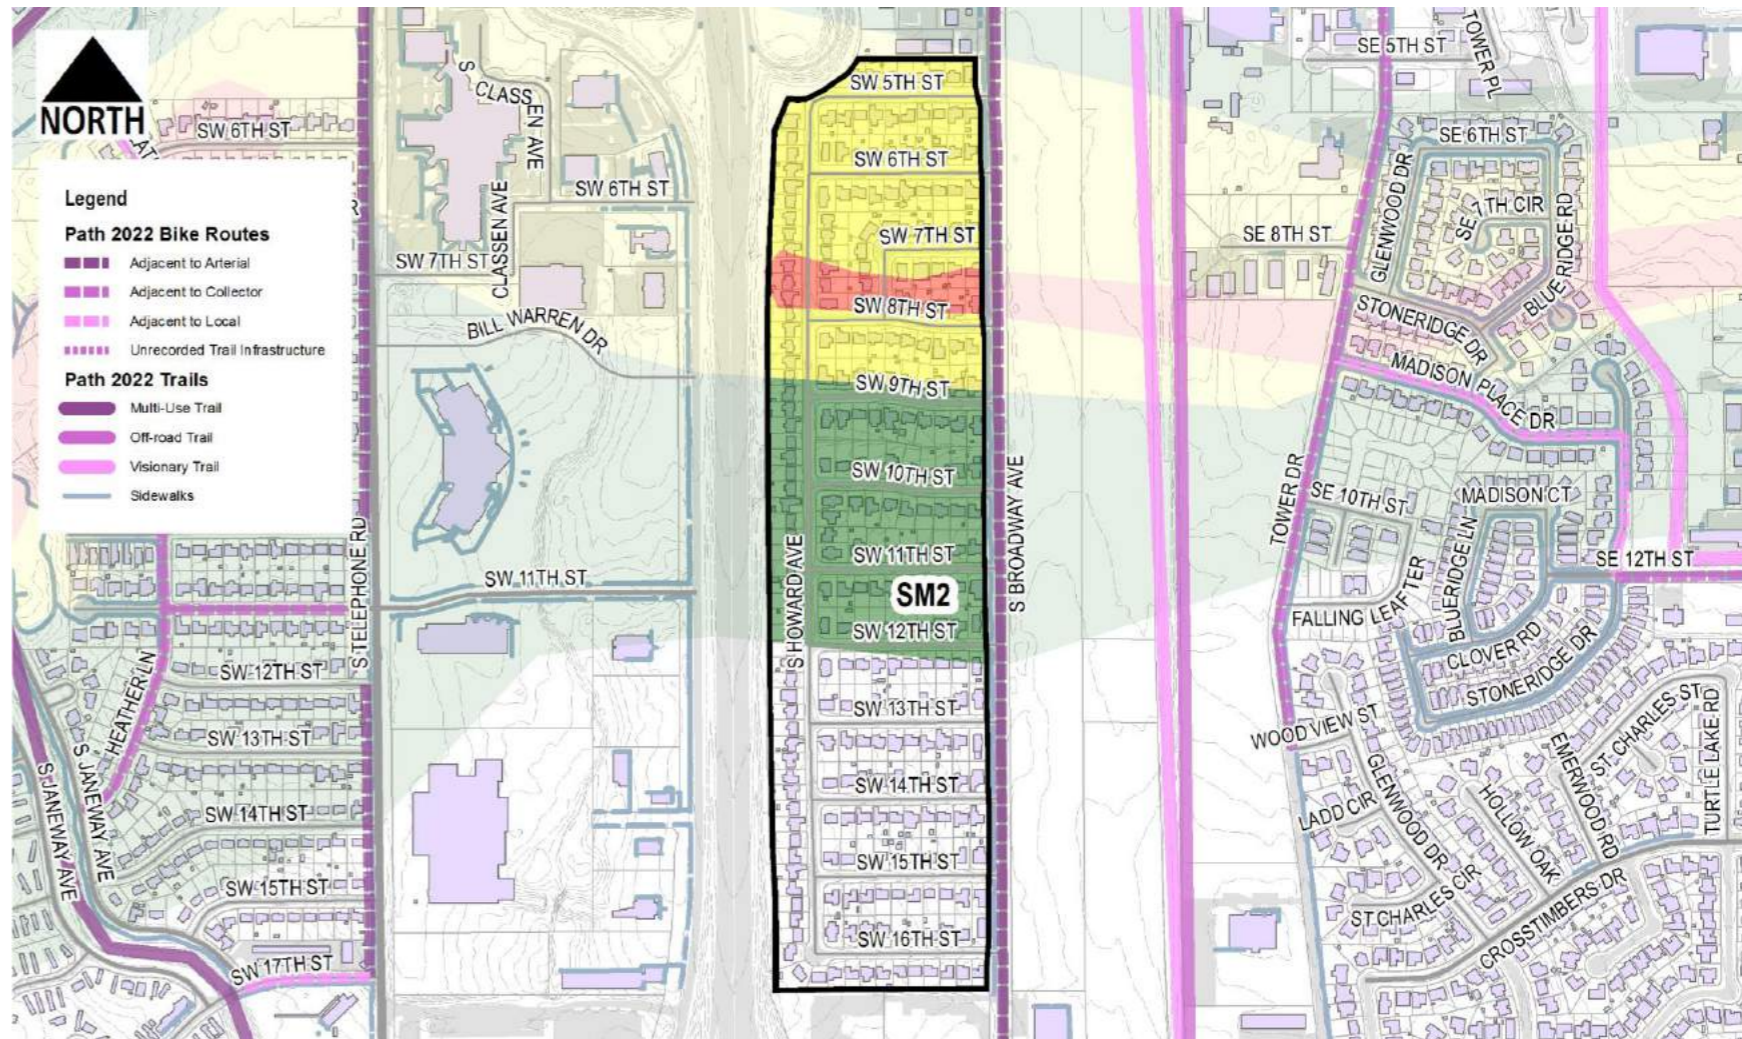 NORTH
Legend
Path 2022 Bike Routes
Adjacent to Arterial
Adjacent to Collector
Adjacent to Local
Unrecorded Trail Infrastructure
Path 2022 Trails
Multi-Use Trail
Off-road Trail
Visionary Trail
Sidewalks
SW 6TH ST
S CLASSEN AVE
SW 6TH ST
CLASSEN AVE
SW 7TH ST
BILL WARREN DR
SW 11TH ST
S TELEPHONE RD
SW 12TH ST
HEATHER LN
SW 13TH ST
S JANEWAY AVE
S JANEWAY AVE
SW 14TH ST
SW 15TH ST
SW 17TH ST
SW 5TH ST
SW 6TH ST
SW 7TH ST
SW 8TH ST
SW 9TH ST
SW 10TH ST
SW 11TH ST
SM2
SW 12TH ST
S HOWARD AVE
SW 13TH ST
SW 14TH ST
SW 15TH ST
SW 16TH ST
S BROADWAY AVE
SE 5TH ST
TOWER PL
SE 6TH ST
GLENWOOD DR
SE 7TH CIR
BLUE RIDGE RD
SE 8TH ST
STONERIDGE DR
MADISON PLACE DR
TOWER DR
SE 10TH ST
MADISON CT
BLUERIDGE LN
SE 12TH ST
FALLING LEAF TER
CLOVER RD
STONERIDGE DR
WOOD VIEW ST
GLENWOOD DR
ST. CHARLES ST
EMERWOOD RD
TURTLE LAKE RD
LADD CIR
HOLLOW OAK
ST CHARLES CIR
CROSSTIMBERS DR